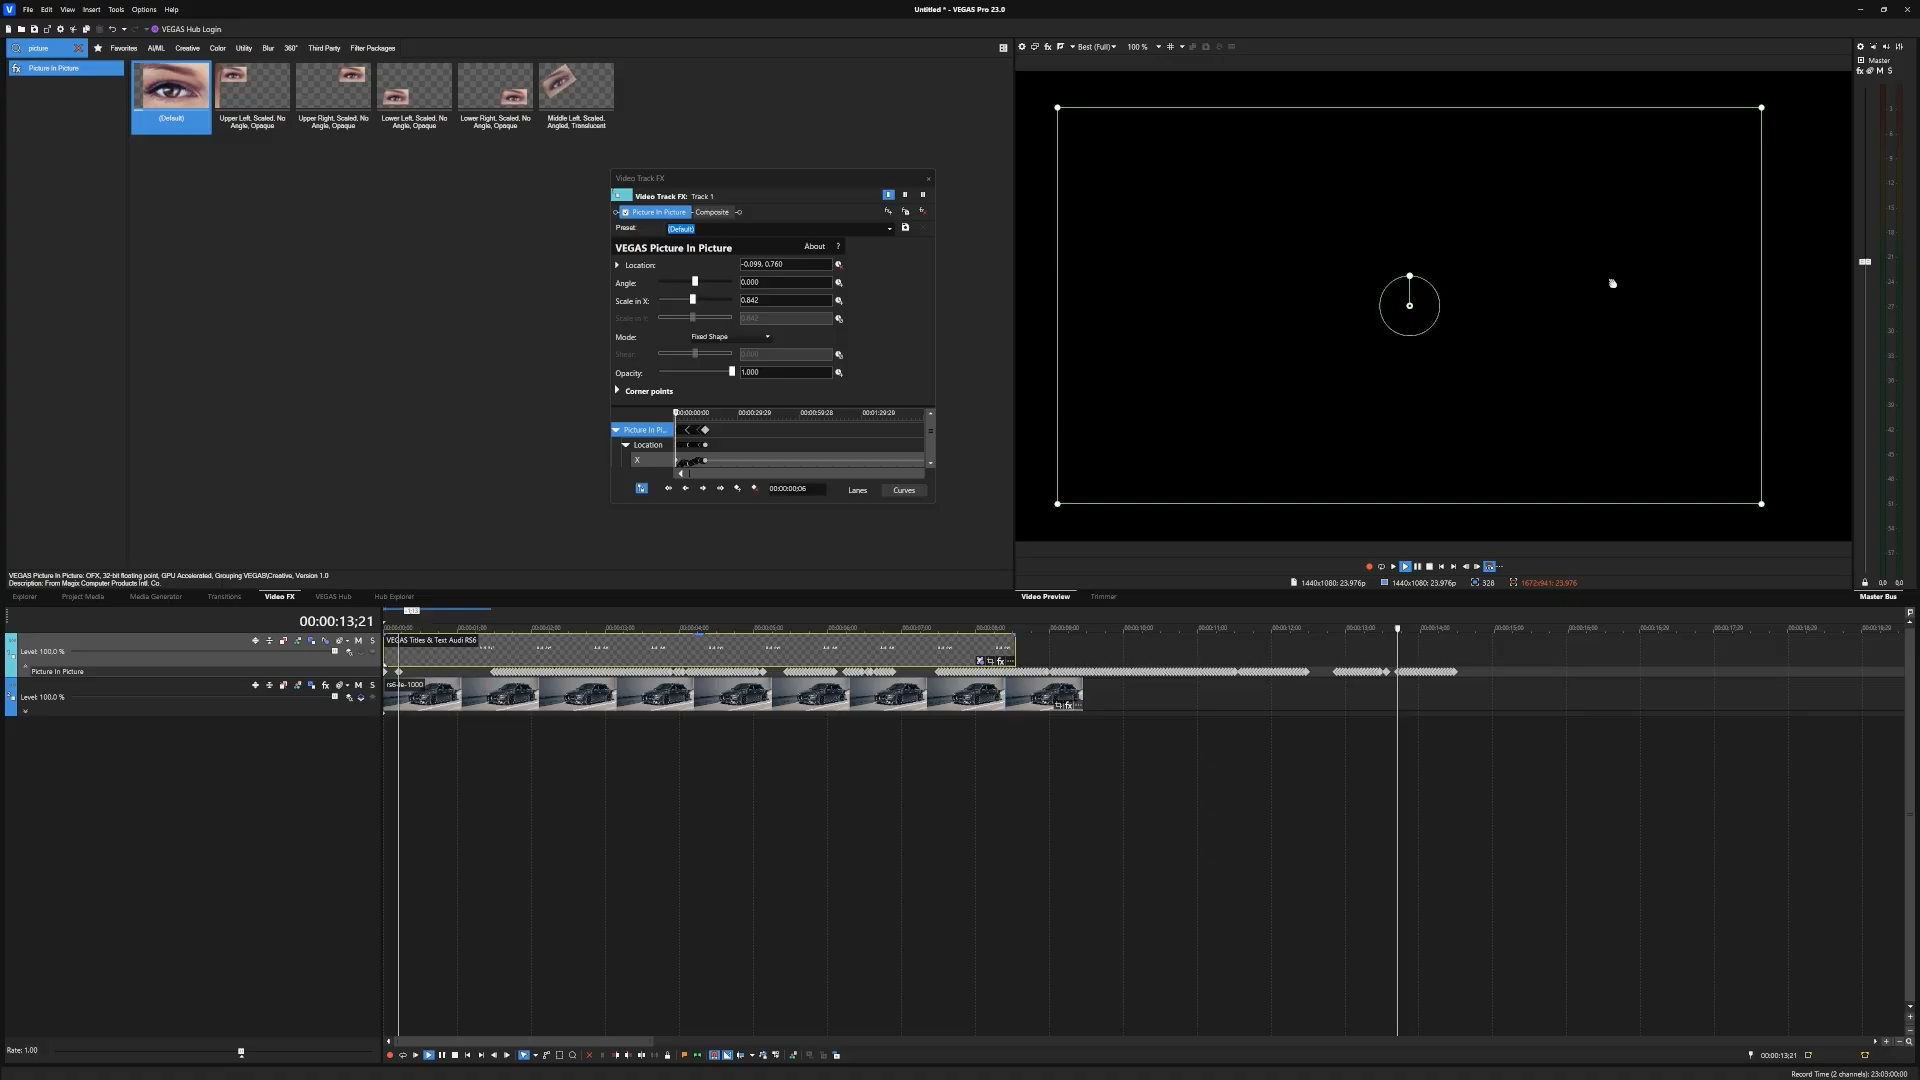 Untitled * - VEGAS Pro 23.0
File Edit View Insert Tools Options Help
VEGAS Hub Login
picture
Favorites AI/ML Creative Color Utility Blur 360° Third Party Filter Packages
Picture In Picture
(Default)
Upper Left, Scaled, No Angle, Opaque
Upper Right, Scaled, No Angle, Opaque
Lower Left, Scaled, No Angle, Opaque
Lower Right, Scaled, No Angle, Opaque
Middle Left, Scaled, Angled, Translucent
Best (Full)
100 %
Master
fx M S
Video Track FX
Video Track FX: Track 1
Picture In Picture Composite
Preset: (Default)
VEGAS Picture In Picture About ?
Location: -0.099, 0.760
Angle: 0.000
Scale in X: 0.842
Scale in Y: 0.842
Mode: Fixed Shape
Shear: 0.000
Opacity: 1.000
Corner points
00:00:00:00 00:00:29:29 00:00:59:28 00:01:29:29
Picture In Pi...
Location
X
00:00:00;06 Lanes Curves
VEGAS Picture In Picture: OFX, 32-bit floating point, GPU Accelerated, Grouping VEGAS\Creative, Version 1.0
Description: From Magix Computer Products Intl. Co.
1440x1080; 23.976p 1440x1080; 23.976p 328 1672x941; 23.976
Explorer Project Media Media Generator Transitions Video FX VEGAS Hub Hub Explorer
Video Preview Trimmer
Master Bus
00:00:13;21
VEGAS Titles & Text Audi RS6
Level: 100.0 %
M S
Picture In Picture
Level: 100.0 %
M S
rs6-le-1000
Rate: 1.00
00:00:13;21
Record Time (2 channels): 23:03:00:00